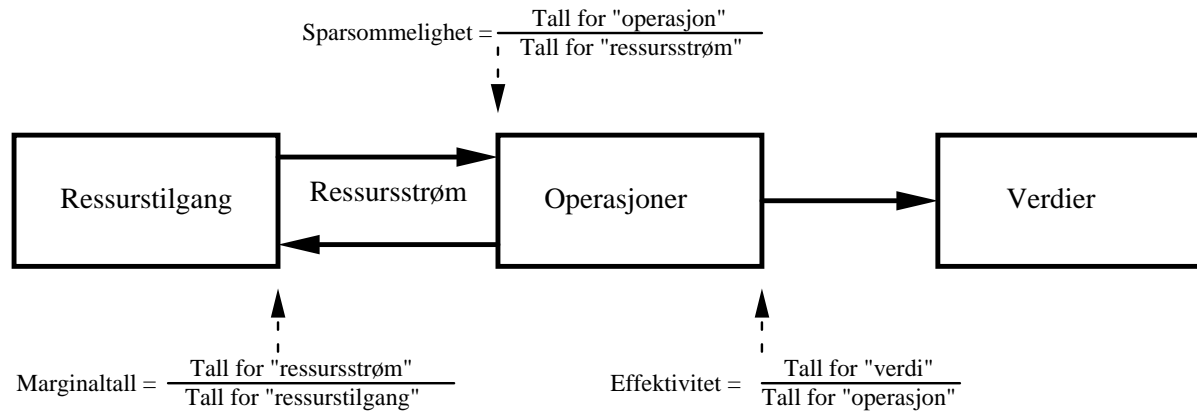 Sparsommelighet = Tall for "operasjon"
Tall for "ressursstrøm"
Ressurstilgang
Ressursstrøm
Operasjoner
Verdier
Marginaltall = Tall for "ressursstrøm"
Tall for "ressurstilgang"
Effektivitet = Tall for "verdi"
Tall for "operasjon"